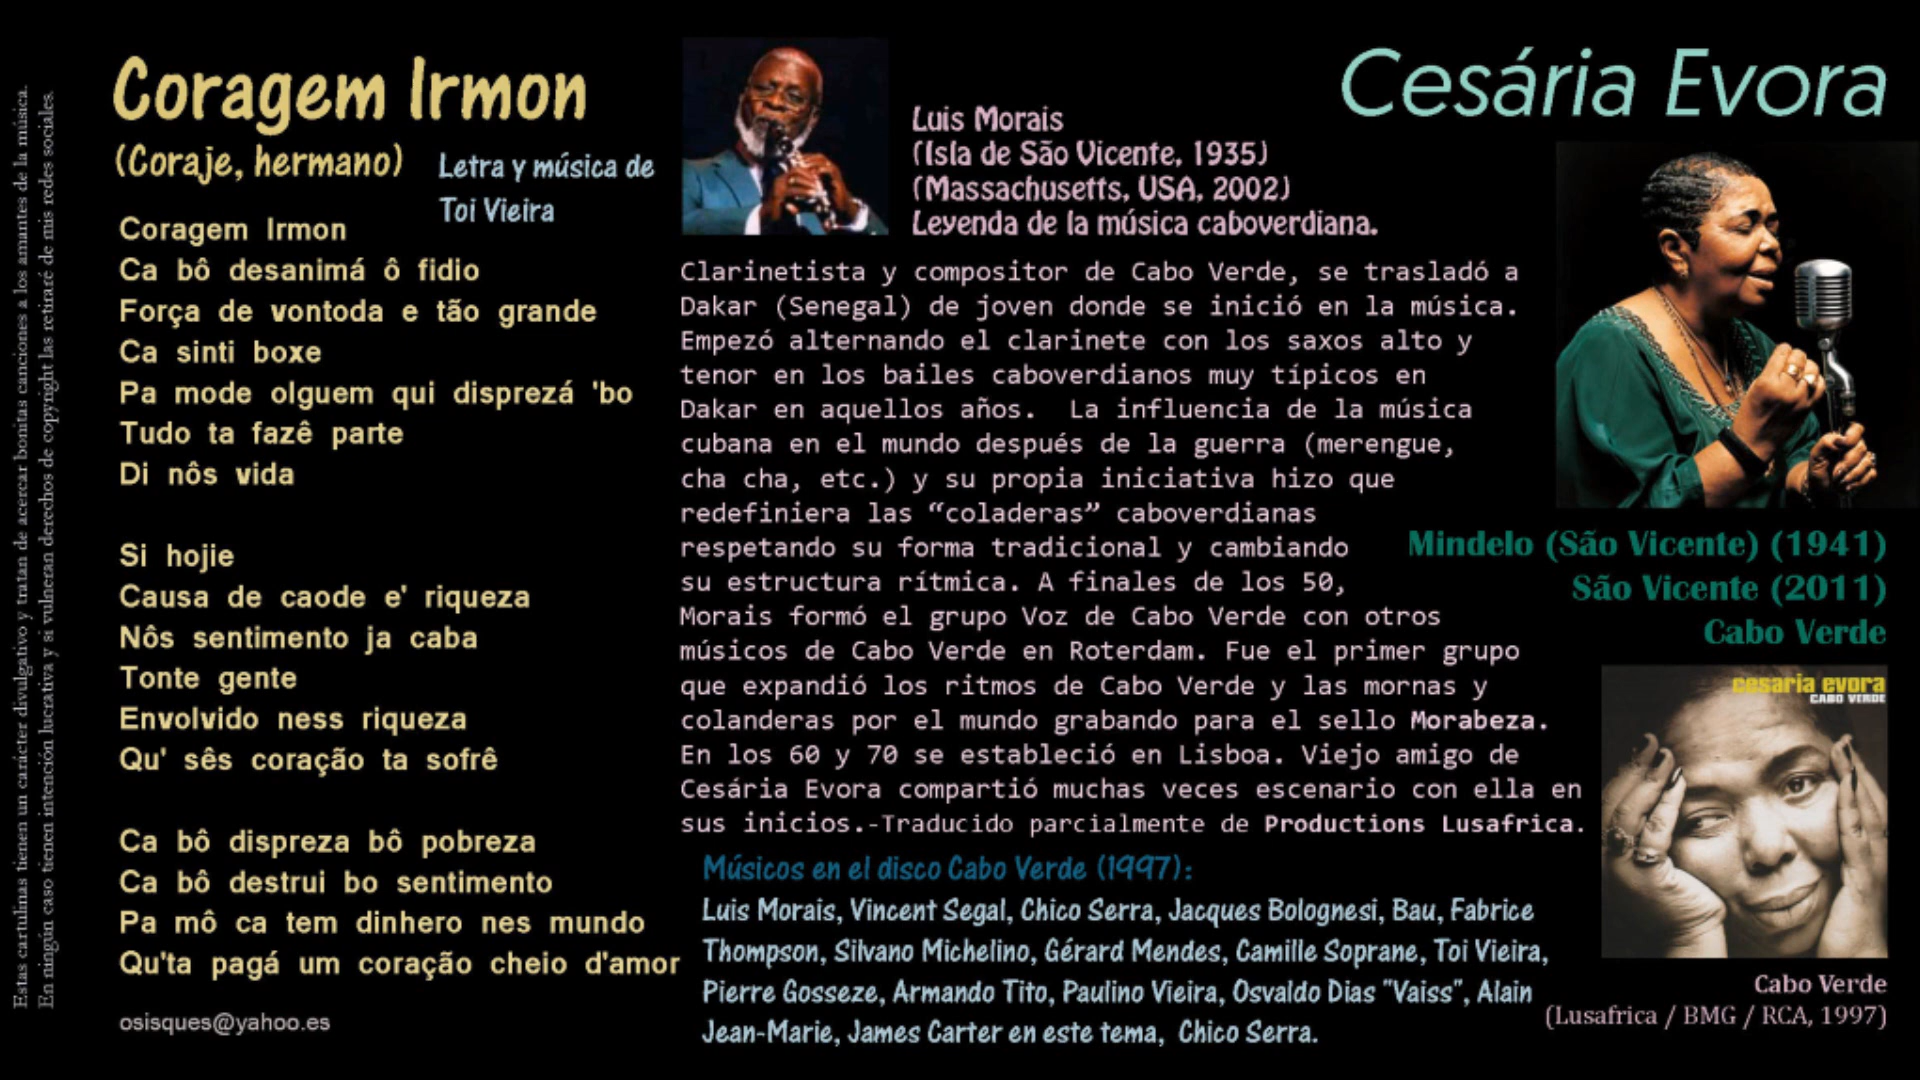 Estas cartulinas tienen un carácter divulgativo y tratan de acercar bonitas canciones a los amantes de la música.
En ningún caso tienen intención lucrativa y si vulneran derechos de copyright las retiraré de mis redes sociales.
Coragem Irmon
(Coraje, hermano)
Letra y música de
Toi Vieira
Coragem Irmon
Ca bô desanimá ô fidio
Força de vontoda e tão grande
Ca sinti boxe
Pa mode olguem qui disprezá 'bo
Tudo ta fazê parte
Di nôs vida
Si hojie
Causa de caode e' riqueza
Nôs sentimento ja caba
Tonte gente
Envolvido ness riqueza
Qu' sês coração ta sofrê
Ca bô dispreza bô pobreza
Ca bô destrui bo sentimento
Pa mô ca tem dinhero nes mundo
Qu'ta pagá um coração cheio d'amor
osisques@yahoo.es
Luis Morais
(Isla de São Vicente, 1935)
(Massachusetts, USA, 2002)
Leyenda de la música caboverdiana.
Clarinetista y compositor de Cabo Verde, se trasladó a
Dakar (Senegal) de joven donde se inició en la música.
Empezó alternando el clarinete con los saxos alto y
tenor en los bailes caboverdianos muy típicos en
Dakar en aquellos años. La influencia de la música
cubana en el mundo después de la guerra (merengue,
cha cha, etc.) y su propia iniciativa hizo que
redefiniera las “coladeras” caboverdianas
respetando su forma tradicional y cambiando
su estructura rítmica. A finales de los 50,
Morais formó el grupo Voz de Cabo Verde con otros
músicos de Cabo Verde en Roterdam. Fue el primer grupo
que expandió los ritmos de Cabo Verde y las mornas y
colanderas por el mundo grabando para el sello Morabeza.
En los 60 y 70 se estableció en Lisboa. Viejo amigo de
Cesária Evora compartió muchas veces escenario con ella en
sus inicios.-Traducido parcialmente de Productions Lusafrica.
Músicos en el disco Cabo Verde (1997):
Luis Morais, Vincent Segal, Chico Serra, Jacques Bolognesi, Bau, Fabrice
Thompson, Silvano Michelino, Gérard Mendes, Camille Soprane, Toi Vieira,
Pierre Gosseze, Armando Tito, Paulino Vieira, Osvaldo Dias "Vaiss", Alain
Jean-Marie, James Carter en este tema, Chico Serra.
Cesária Evora
Mindelo (São Vicente) (1941)
São Vicente (2011)
Cabo Verde
cesaria evora
CABO VERDE
Cabo Verde
(Lusafrica / BMG / RCA, 1997)